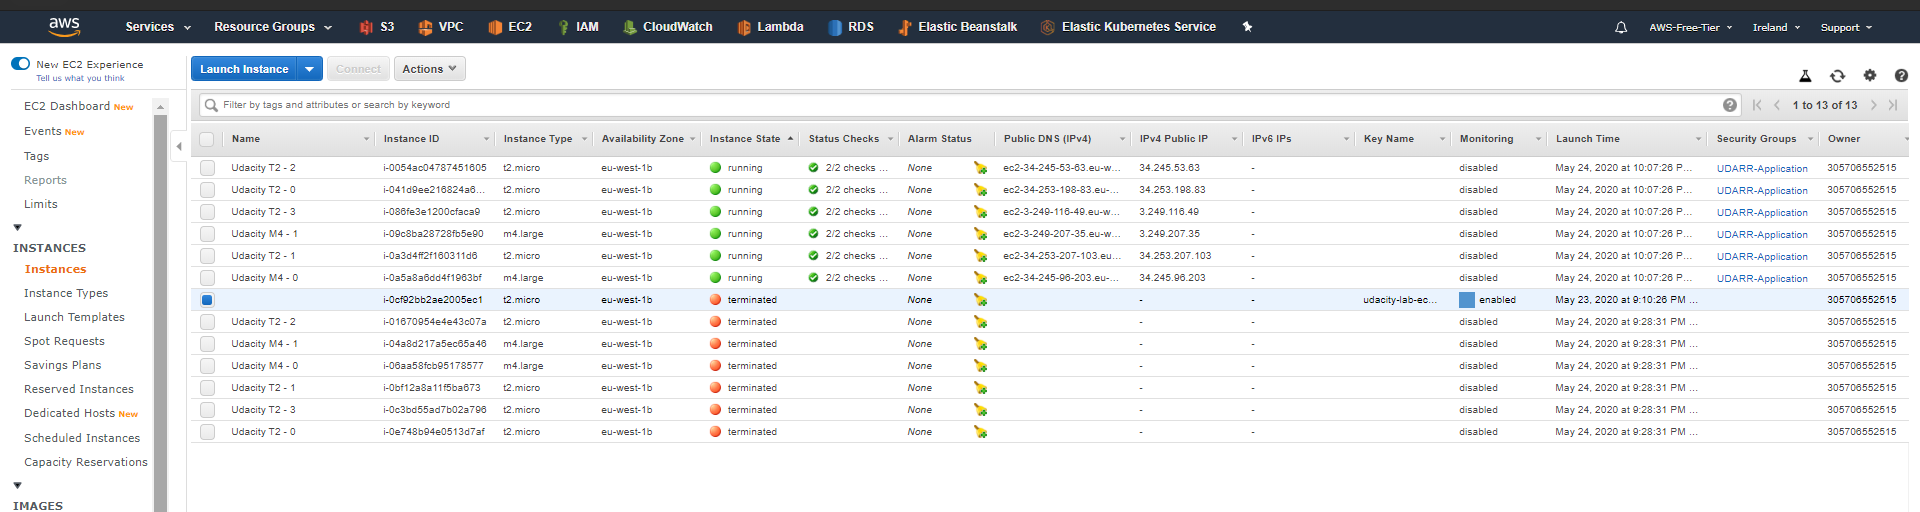 aws Services Resource Groups S3 VPC EC2 IAM CloudWatch Lambda RDS Elastic Beanstalk Elastic Kubernetes Service AWS-Free-Tier Ireland Support
New EC2 Experience
Tell us what you think
EC2 Dashboard New
Events New
Tags
Reports
Limits
INSTANCES
Instances
Instance Types
Launch Templates
Spot Requests
Savings Plans
Reserved Instances
Dedicated Hosts New
Scheduled Instances
Capacity Reservations
IMAGES
Launch Instance Connect Actions
Filter by tags and attributes or search by keyword 1 to 13 of 13
Name Instance ID Instance Type Availability Zone Instance State Status Checks Alarm Status Public DNS (IPv4) IPv4 Public IP IPv6 IPs Key Name Monitoring Launch Time Security Groups Owner
Udacity T2 - 2 i-0054ac04787451605 t2.micro eu-west-1b running 2/2 checks ... None ec2-34-245-53-63.eu-w... 34.245.53.63 - disabled May 24, 2020 at 10:07:26 P... UDARR-Application 305706552515
Udacity T2 - 0 i-041d9ee216824a6... t2.micro eu-west-1b running 2/2 checks ... None ec2-34-253-198-83.eu-... 34.253.198.83 - disabled May 24, 2020 at 10:07:26 P... UDARR-Application 305706552515
Udacity T2 - 3 i-086fe3e1200cfaca9 t2.micro eu-west-1b running 2/2 checks ... None ec2-3-249-116-49.eu-w... 3.249.116.49 - disabled May 24, 2020 at 10:07:26 P... UDARR-Application 305706552515
Udacity M4 - 1 i-09c8ba28728fb5e90 m4.large eu-west-1b running 2/2 checks ... None ec2-3-249-207-35.eu-w... 3.249.207.35 - disabled May 24, 2020 at 10:07:26 P... UDARR-Application 305706552515
Udacity T2 - 1 i-0a3d4ff2f160311d6 t2.micro eu-west-1b running 2/2 checks ... None ec2-34-253-207-103.eu... 34.253.207.103 - disabled May 24, 2020 at 10:07:26 P... UDARR-Application 305706552515
Udacity M4 - 0 i-0a5a8a6dd4f1963bf m4.large eu-west-1b running 2/2 checks ... None ec2-34-245-96-203.eu-... 34.245.96.203 - disabled May 24, 2020 at 10:07:26 P... UDARR-Application 305706552515
i-0cf92bb2ae2005ec1 t2.micro eu-west-1b terminated None - - udacity-lab-ec... enabled May 23, 2020 at 9:10:26 PM ... 305706552515
Udacity T2 - 2 i-01670954e4e43c07a t2.micro eu-west-1b terminated None - - disabled May 24, 2020 at 9:28:31 PM ... 305706552515
Udacity M4 - 1 i-04a8d217a5ec65a46 m4.large eu-west-1b terminated None - - disabled May 24, 2020 at 9:28:31 PM ... 305706552515
Udacity M4 - 0 i-06aa58fcb95178577 m4.large eu-west-1b terminated None - - disabled May 24, 2020 at 9:28:31 PM ... 305706552515
Udacity T2 - 1 i-0bf12a8a11f5ba673 t2.micro eu-west-1b terminated None - - disabled May 24, 2020 at 9:28:31 PM ... 305706552515
Udacity T2 - 3 i-0c3bd55ad7b02a796 t2.micro eu-west-1b terminated None - - disabled May 24, 2020 at 9:28:31 PM ... 305706552515
Udacity T2 - 0 i-0e748b94e0513d7af t2.micro eu-west-1b terminated None - - disabled May 24, 2020 at 9:28:31 PM ... 305706552515